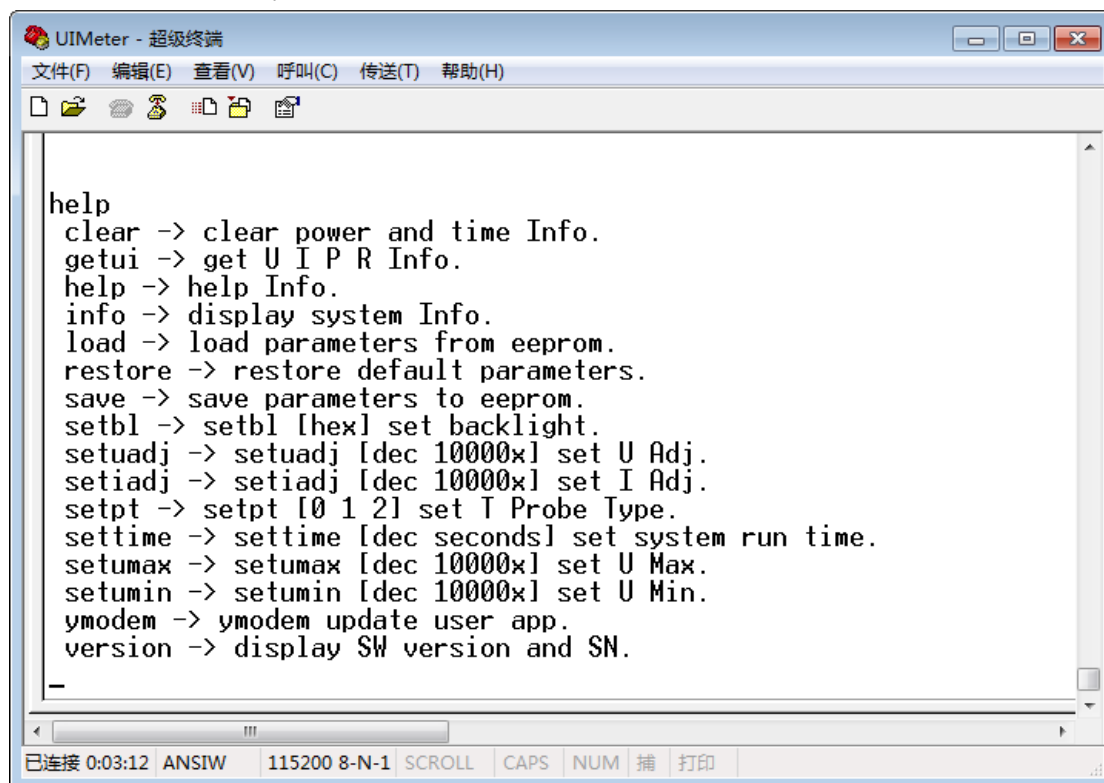 UIMeter - 超级终端
文件(F) 编辑(E) 查看(V) 呼叫(C) 传送(T) 帮助(H)
help
clear -> clear power and time Info.
getui -> get U I P R Info.
help -> help Info.
info -> display system Info.
load -> load parameters from eeprom.
restore -> restore default parameters.
save -> save parameters to eeprom.
setbl -> setbl [hex] set backlight.
setuadj -> setuadj [dec 10000x] set U Adj.
setiadj -> setiadj [dec 10000x] set I Adj.
setpt -> setpt [0 1 2] set T Probe Type.
settime -> settime [dec seconds] set system run time.
setumax -> setumax [dec 10000x] set U Max.
setumin -> setumin [dec 10000x] set U Min.
ymodem -> ymodem update user app.
version -> display SW version and SN.
已连接 0:03:12 ANSIW 115200 8-N-1 SCROLL CAPS NUM 捕 打印